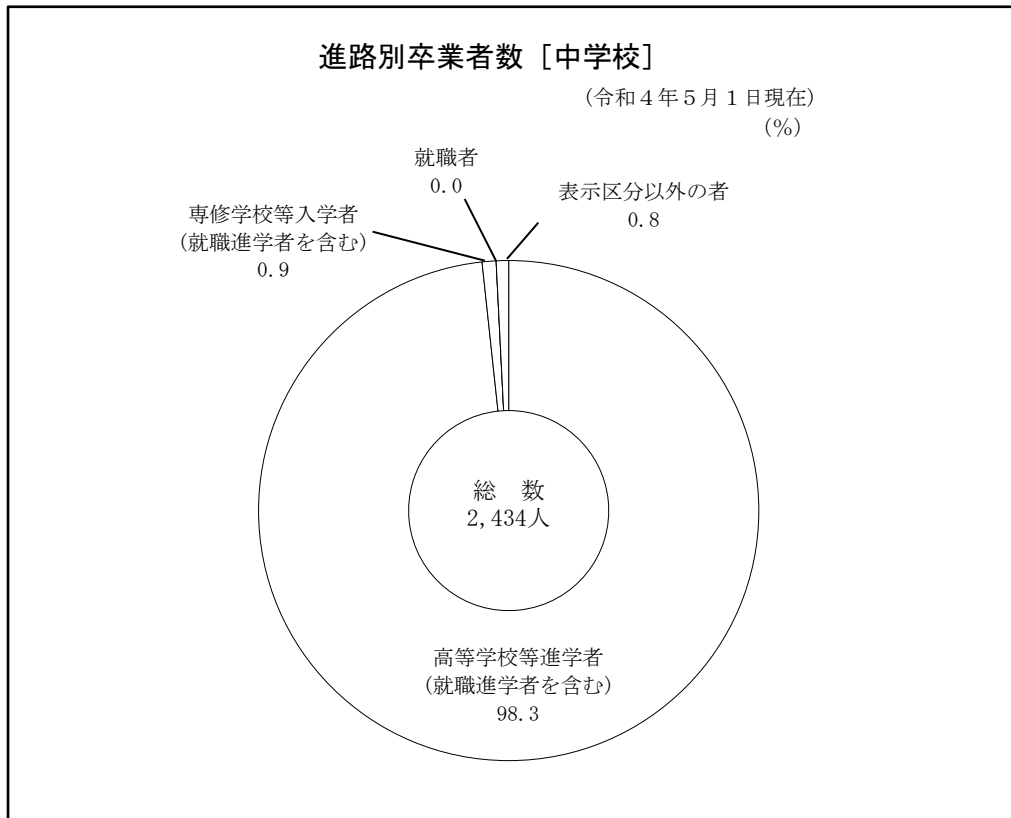 進路別卒業者数［中学校］
(令和４年５月１日現在)
(％)
就職者
0.0
表示区分以外の者
0.8
専修学校等入学者
(就職進学者を含む)
0.9
総　数
2,434人
高等学校等進学者
(就職進学者を含む)
98.3